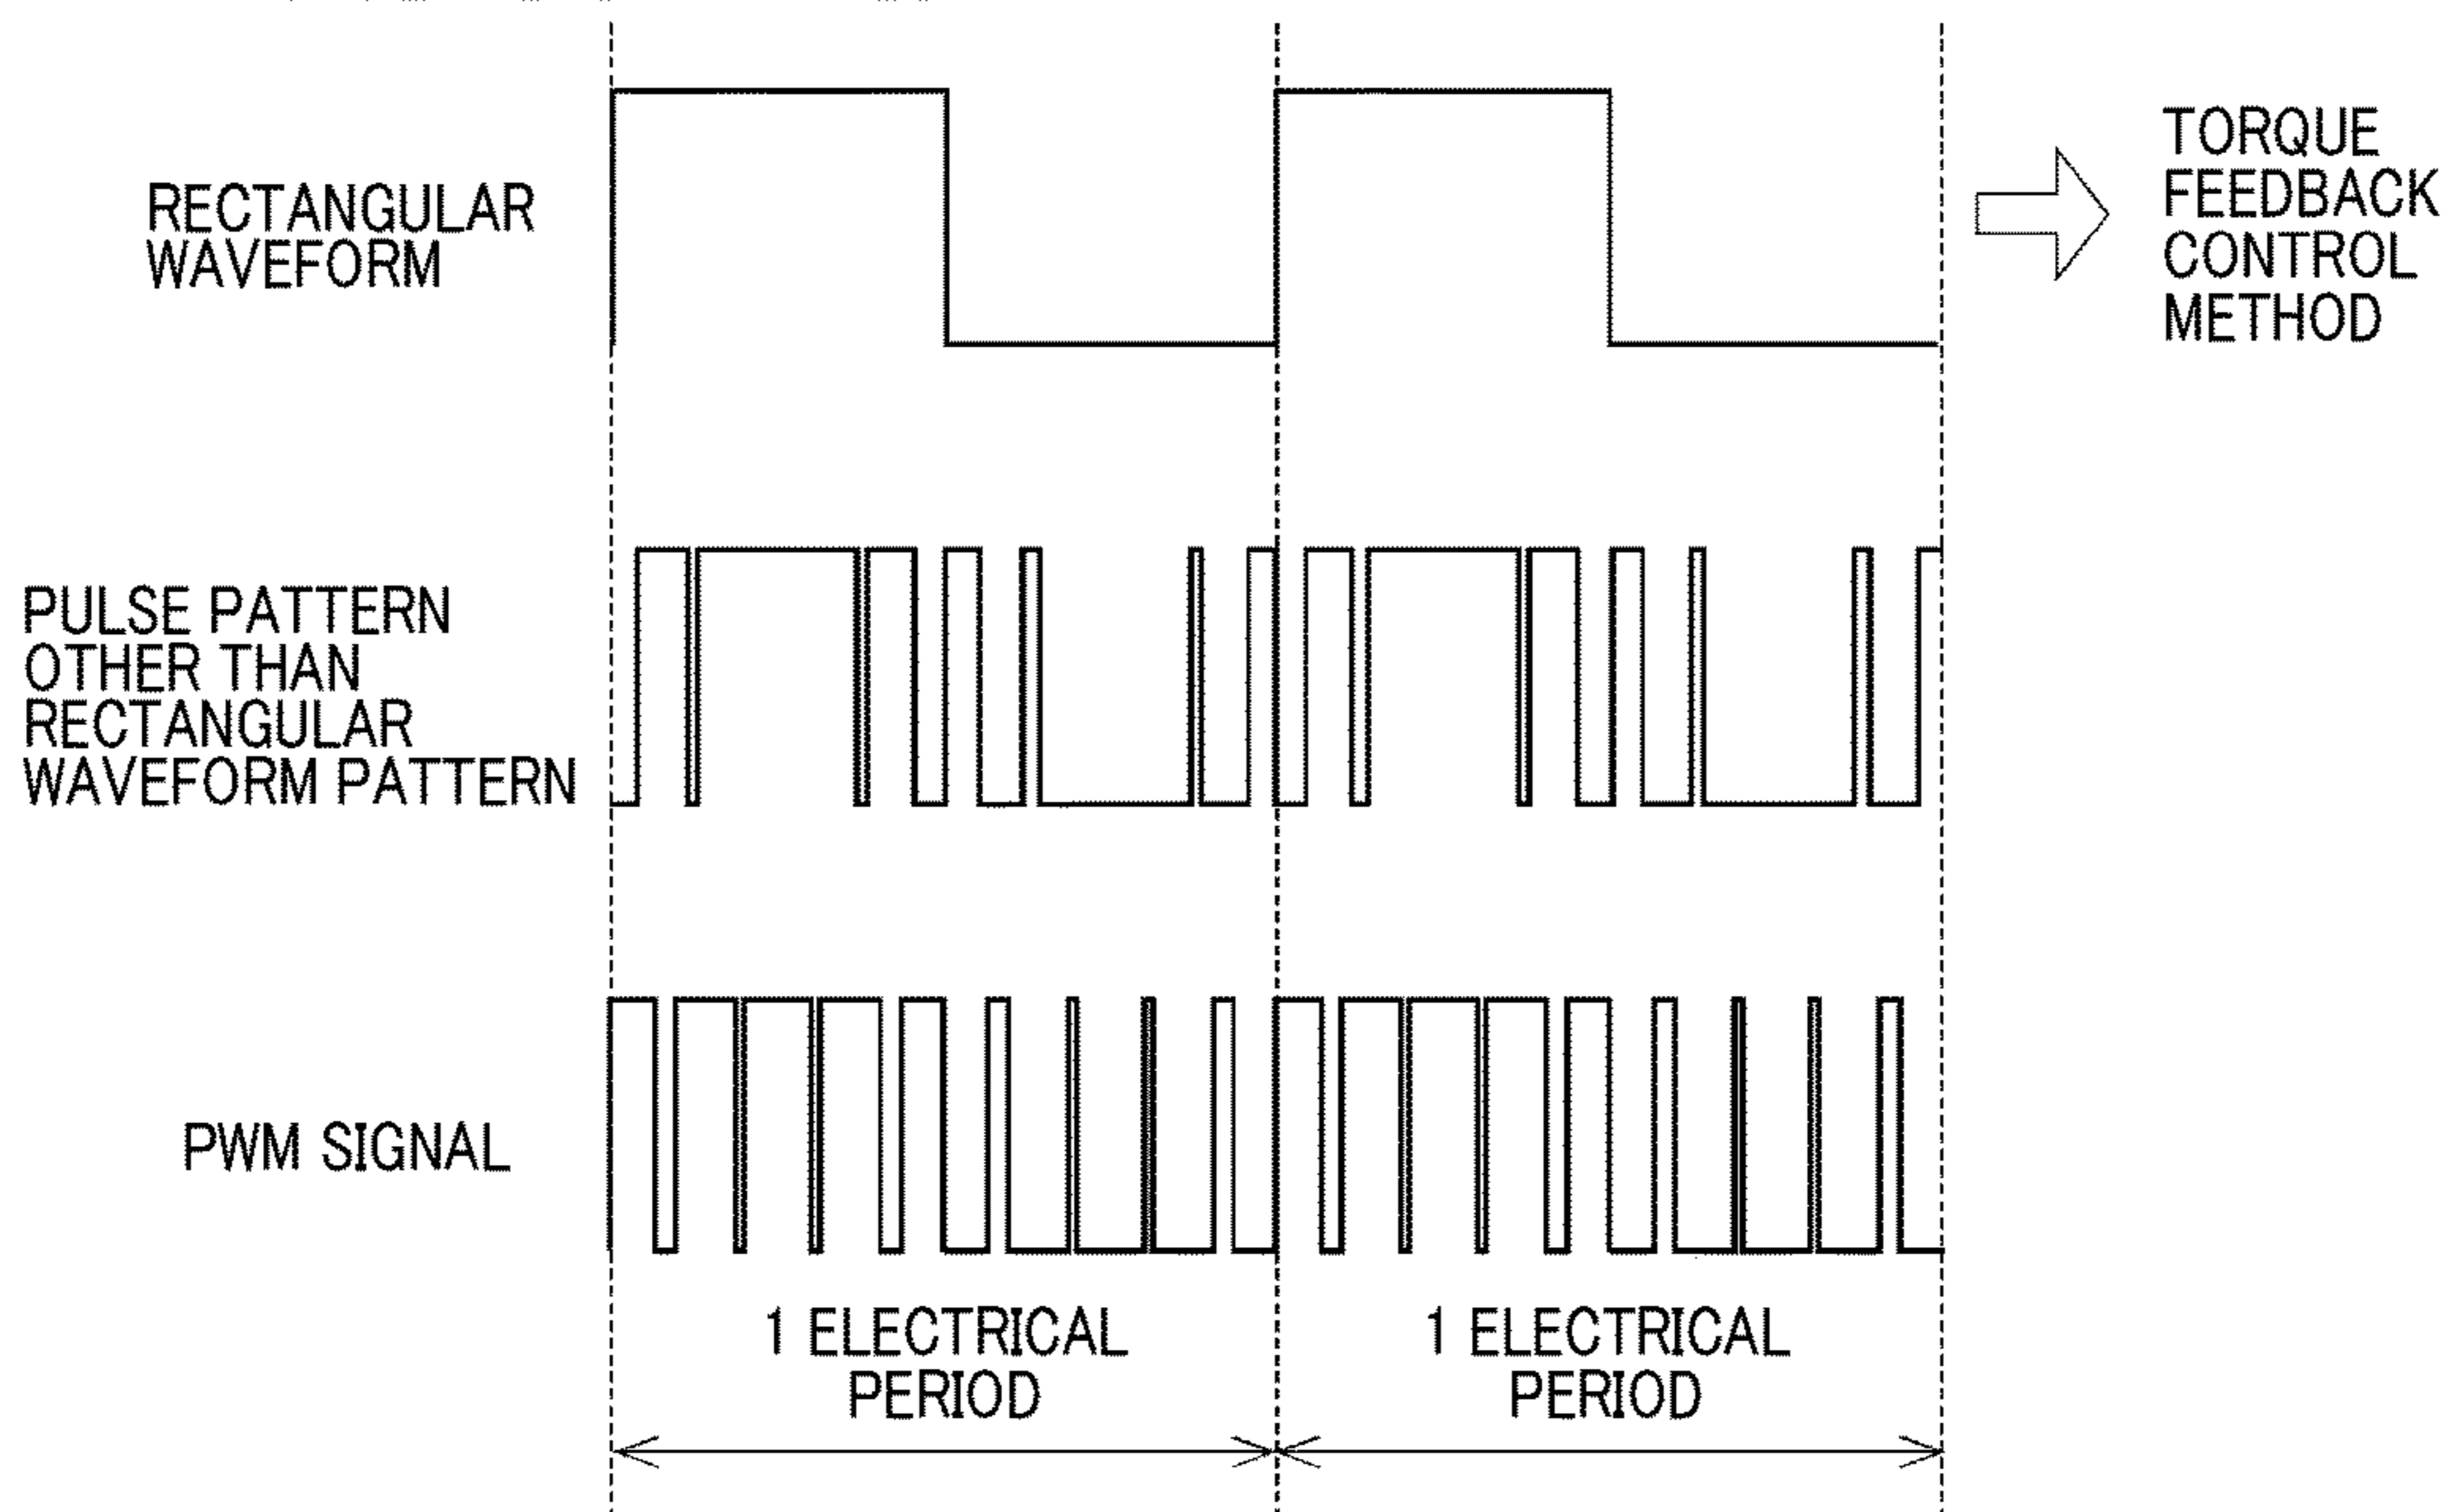 RECTANGULAR
WAVEFORM
TORQUE
FEEDBACK
CONTROL
METHOD
PULSE PATTERN
OTHER THAN
RECTANGULAR
WAVEFORM PATTERN
PWM SIGNAL
1 ELECTRICAL
PERIOD
1 ELECTRICAL
PERIOD